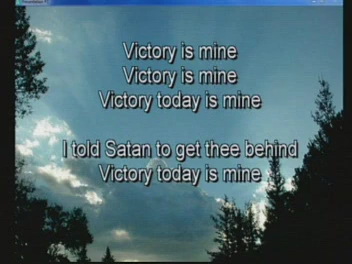 Victory is mine
Victory is mine
Victory today is mine
I told Satan to get thee behind
Victory today is mine